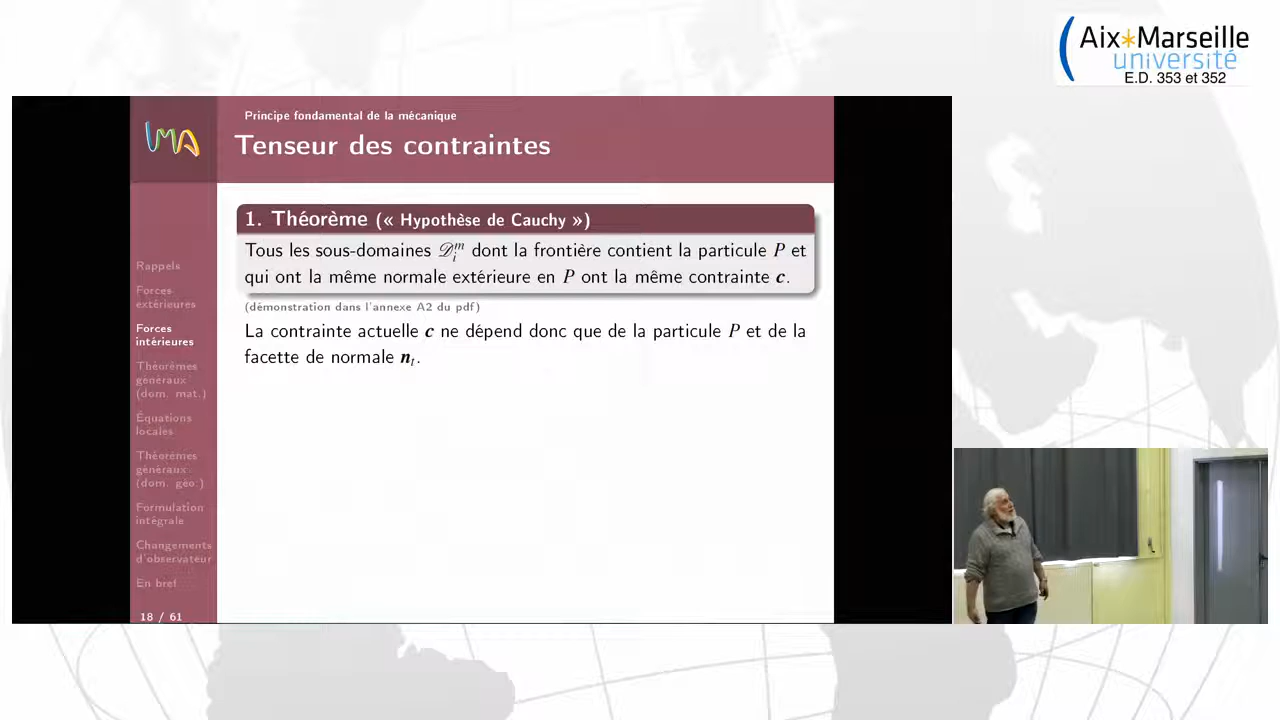 Aix*Marseille
université
E.D. 353 et 352
LMA
Principe fondamental de la mécanique
Tenseur des contraintes
1. Théorème (« Hypothèse de Cauchy »)
Tous les sous-domaines 𝒟ᵢᵐ dont la frontière contient la particule P et
qui ont la même normale extérieure en P ont la même contrainte c.
(démonstration dans l'annexe A2 du pdf)
La contrainte actuelle c ne dépend donc que de la particule P et de la
facette de normale nₜ.
Rappels
Forces
extérieures
Forces
intérieures
Théorèmes
généraux
(dom. mat.)
Équations
locales
Théorèmes
généraux
(dom. géo.)
Formulation
intégrale
Changements
d'observateur
En bref
18 / 61